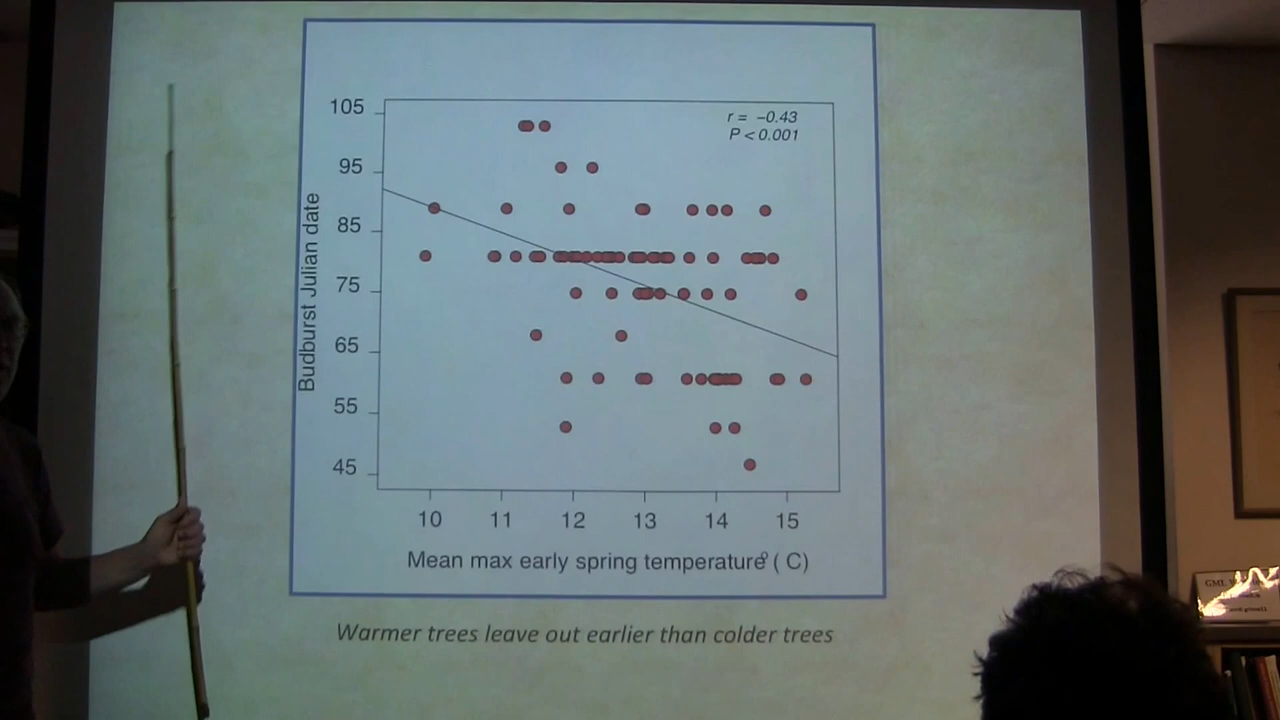 r = −0.43
P < 0.001
105
95
85
75
65
55
45
Budburst Julian date
10 11 12 13 14 15
Mean max early spring temperature° ( C)
Warmer trees leave out earlier than colder trees
GML